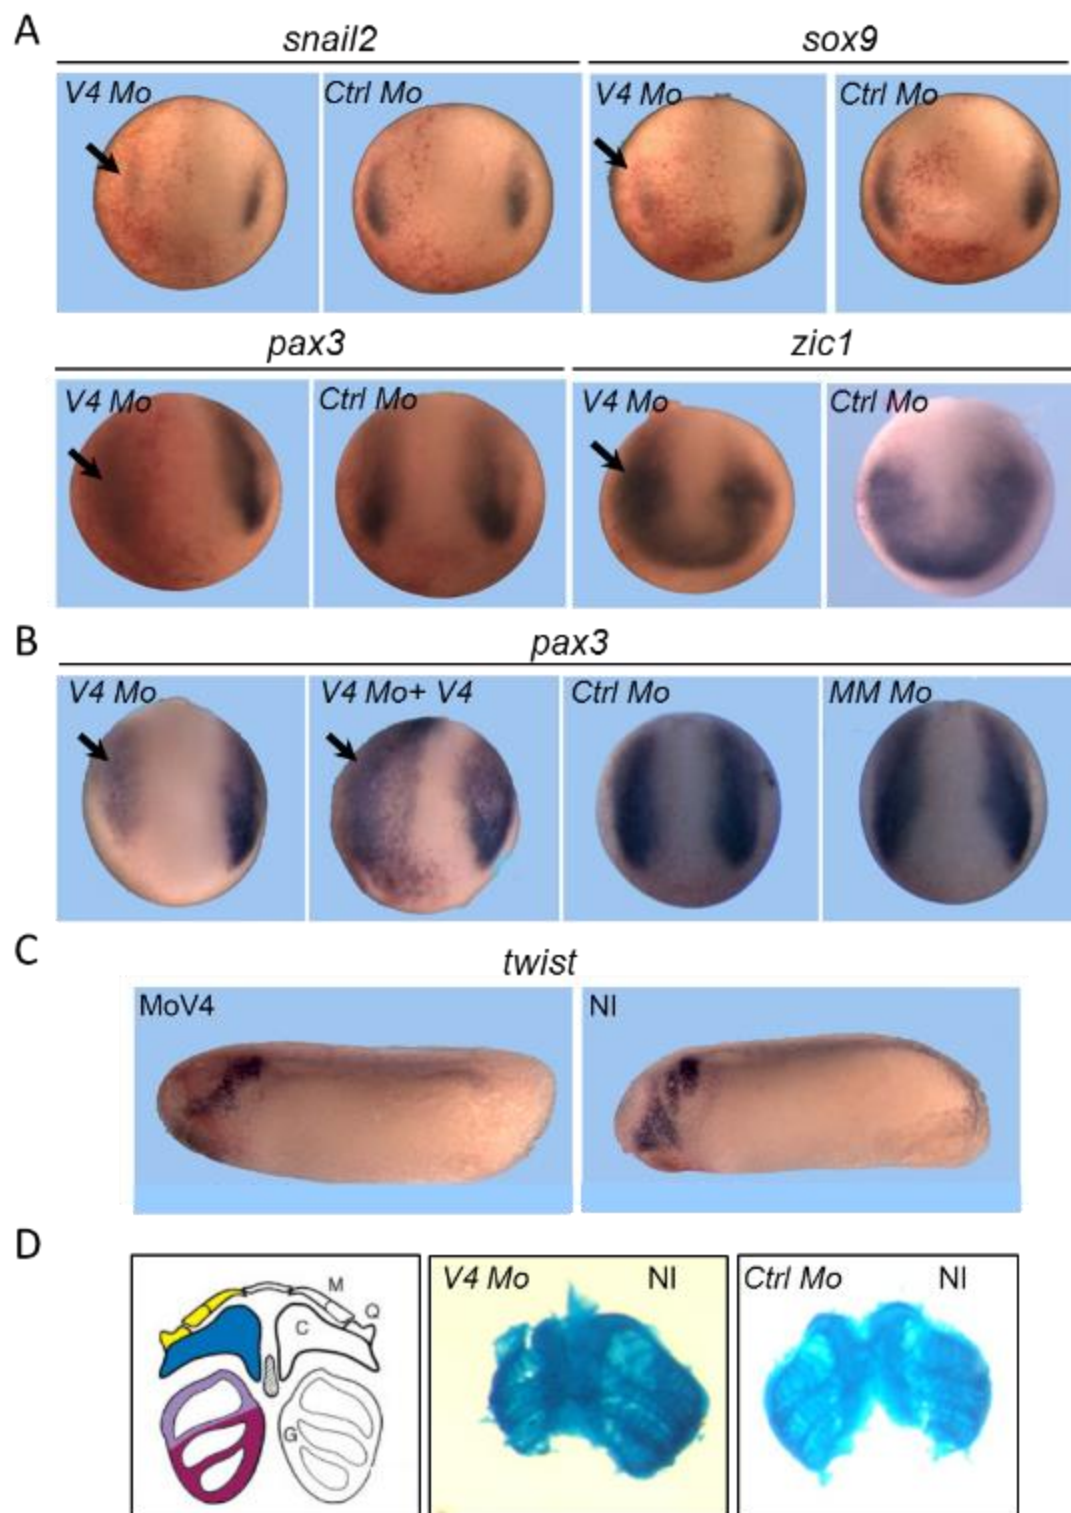 A
snail2
sox9
V4 Mo
Ctrl Mo
V4 Mo
Ctrl Mo
pax3
zic1
V4 Mo
Ctrl Mo
V4 Mo
Ctrl Mo
B
pax3
V4 Mo
V4 Mo+ V4
Ctrl Mo
MM Mo
C
twist
MoV4
NI
D
M
Q
C
G
V4 Mo
NI
Ctrl Mo
NI